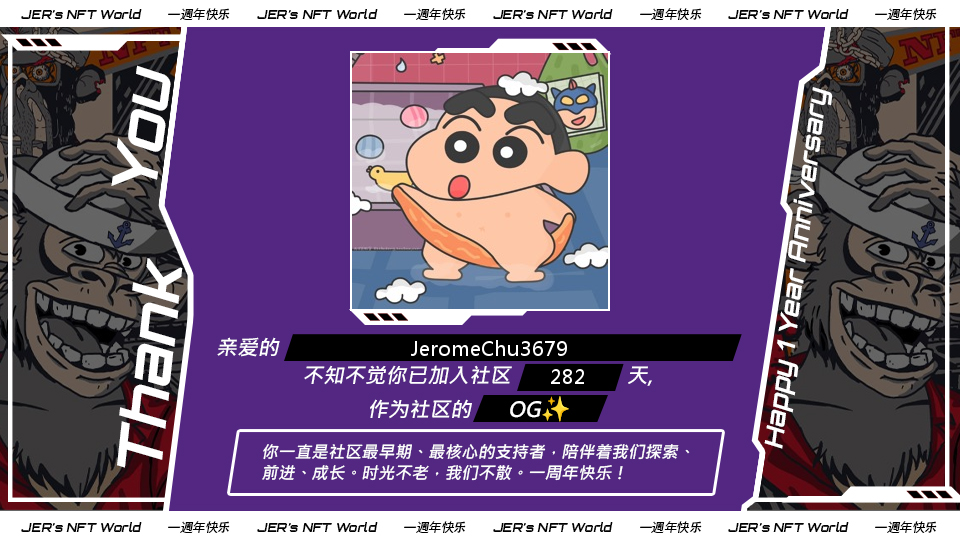 JER's NFT World 一週年快乐 JER's NFT World 一週年快乐 JER's NFT World 一週年快乐 JER's NFT World 一週年快乐
Thank You
亲爱的 JeromeChu3679
不知不觉你已加入社区 282 天,
作为社区的 OG✨
你一直是社区最早期、最核心的支持者，陪伴着我们探索、
前进、成长。时光不老，我们不散。一周年快乐！
Happy 1 Year Anniversary
JER's NFT World 一週年快乐 JER's NFT World 一週年快乐 JER's NFT World 一週年快乐 JER's NFT World 一週年快乐